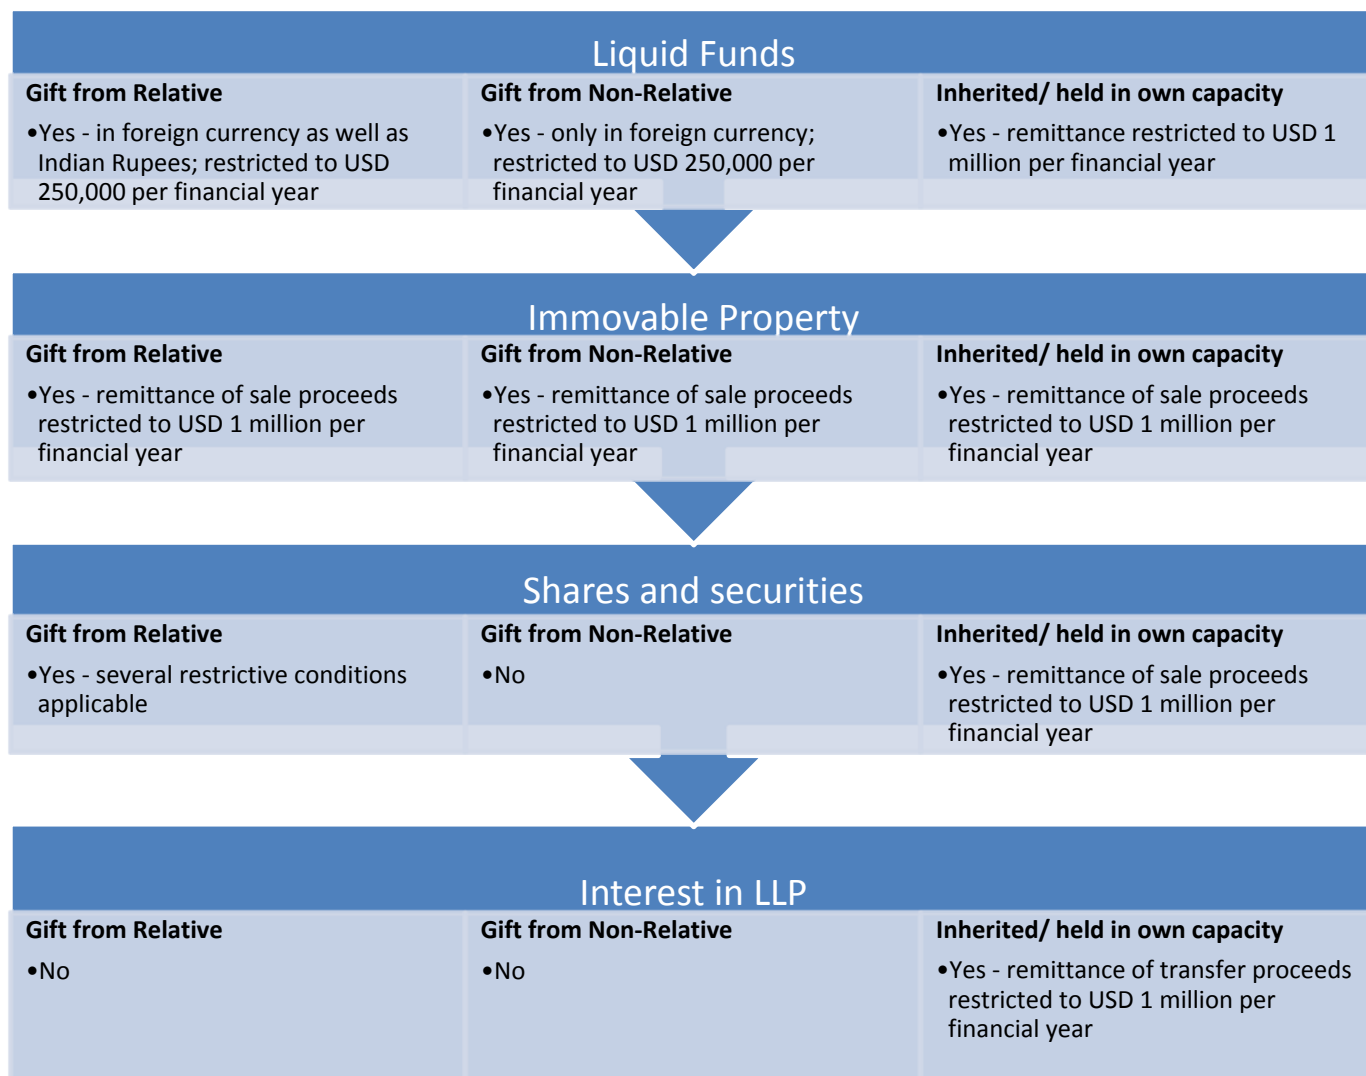 Liquid Funds
Gift from Relative
•Yes - in foreign currency as well as
Indian Rupees; restricted to USD
250,000 per financial year
Gift from Non-Relative
•Yes - only in foreign currency;
restricted to USD 250,000 per
financial year
Inherited/ held in own capacity
•Yes - remittance restricted to USD 1
million per financial year
Immovable Property
Gift from Relative
•Yes - remittance of sale proceeds
restricted to USD 1 million per
financial year
Gift from Non-Relative
•Yes - remittance of sale proceeds
restricted to USD 1 million per
financial year
Inherited/ held in own capacity
•Yes - remittance of sale proceeds
restricted to USD 1 million per
financial year
Shares and securities
Gift from Relative
•Yes - several restrictive conditions
applicable
Gift from Non-Relative
•No
Inherited/ held in own capacity
•Yes - remittance of sale proceeds
restricted to USD 1 million per
financial year
Interest in LLP
Gift from Relative
•No
Gift from Non-Relative
•No
Inherited/ held in own capacity
•Yes - remittance of transfer proceeds
restricted to USD 1 million per
financial year